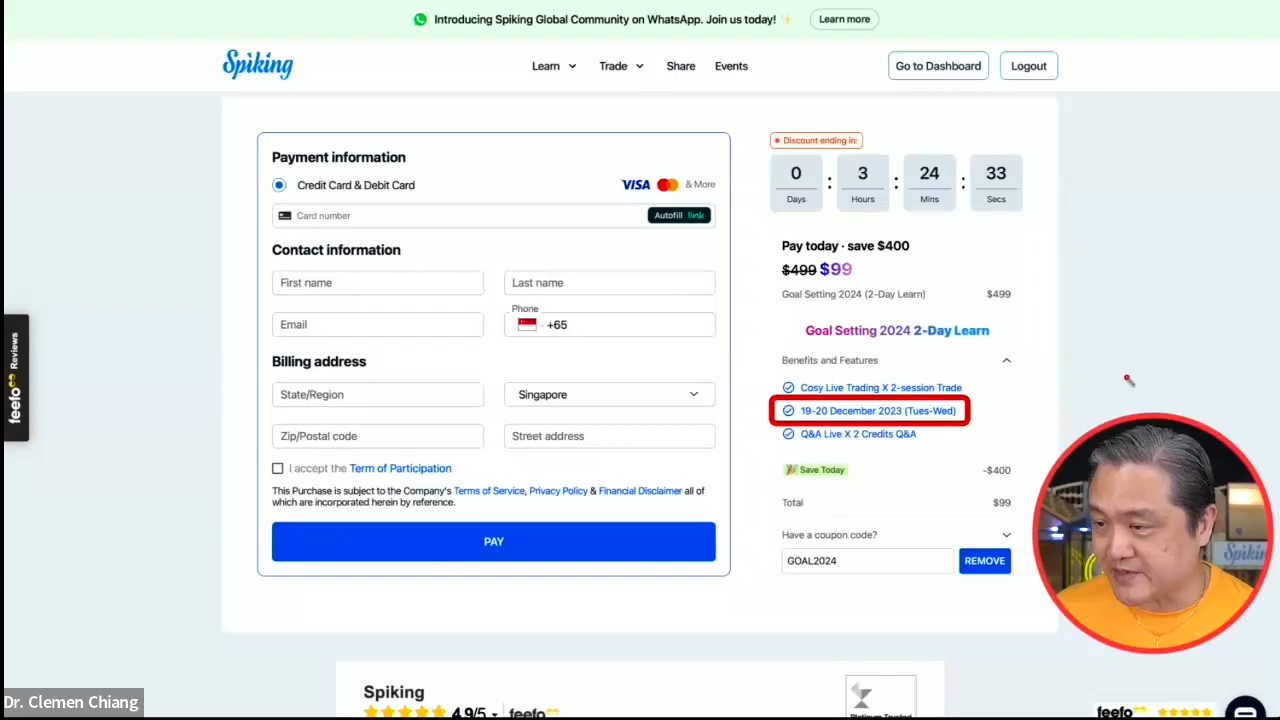 Introducing Spiking Global Community on WhatsApp. Join us today! Learn more
Spiking
Learn Trade Share Events
Go to Dashboard Logout
Payment information
Credit Card & Debit Card VISA & More
Card number Autofill link
Contact information
First name Last name
Email Phone +65
Billing address
State/Region Singapore
Zip/Postal code Street address
I accept the Term of Participation
This Purchase is subject to the Company's Terms of Service, Privacy Policy & Financial Disclaimer all of
which are incorporated herein by reference.
PAY
Discount ending in:
0 : 3 : 24 : 33
Days Hours Mins Secs
Pay today · save $400
$499 $99
Goal Setting 2024 (2-Day Learn) $499
Goal Setting 2024 2-Day Learn
Benefits and Features
Cosy Live Trading X 2-session Trade
19-20 December 2023 (Tues-Wed)
Q&A Live X 2 Credits Q&A
Save Today -$400
Total $99
Have a coupon code?
GOAL2024 REMOVE
feefo Reviews
Spiking
Spiking
4.9/5 feefo
Platinum Trusted
feefo
Dr. Clemen Chiang